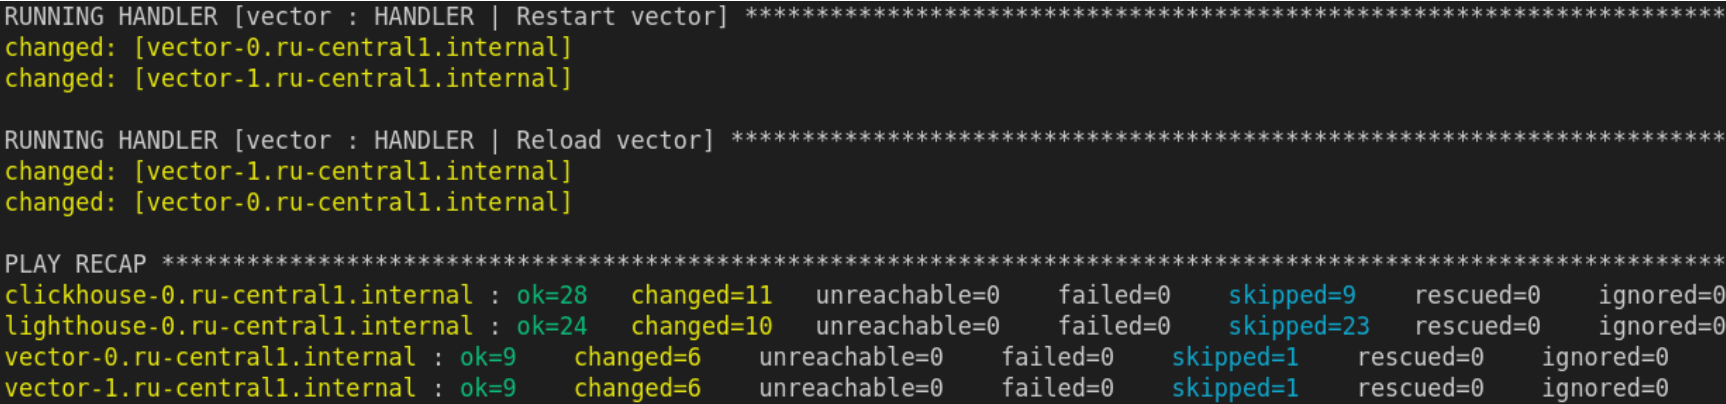 RUNNING HANDLER [vector : HANDLER | Restart vector] *********************************************************************
changed: [vector-0.ru-central1.internal]
changed: [vector-1.ru-central1.internal]
RUNNING HANDLER [vector : HANDLER | Reload vector] **********************************************************************
changed: [vector-1.ru-central1.internal]
changed: [vector-0.ru-central1.internal]
PLAY RECAP **************************************************************************************************************
clickhouse-0.ru-central1.internal : ok=28   changed=11   unreachable=0    failed=0    skipped=9    rescued=0    ignored=0
lighthouse-0.ru-central1.internal : ok=24   changed=10   unreachable=0    failed=0    skipped=23   rescued=0    ignored=0
vector-0.ru-central1.internal : ok=9    changed=6    unreachable=0    failed=0    skipped=1    rescued=0    ignored=0
vector-1.ru-central1.internal : ok=9    changed=6    unreachable=0    failed=0    skipped=1    rescued=0    ignored=0